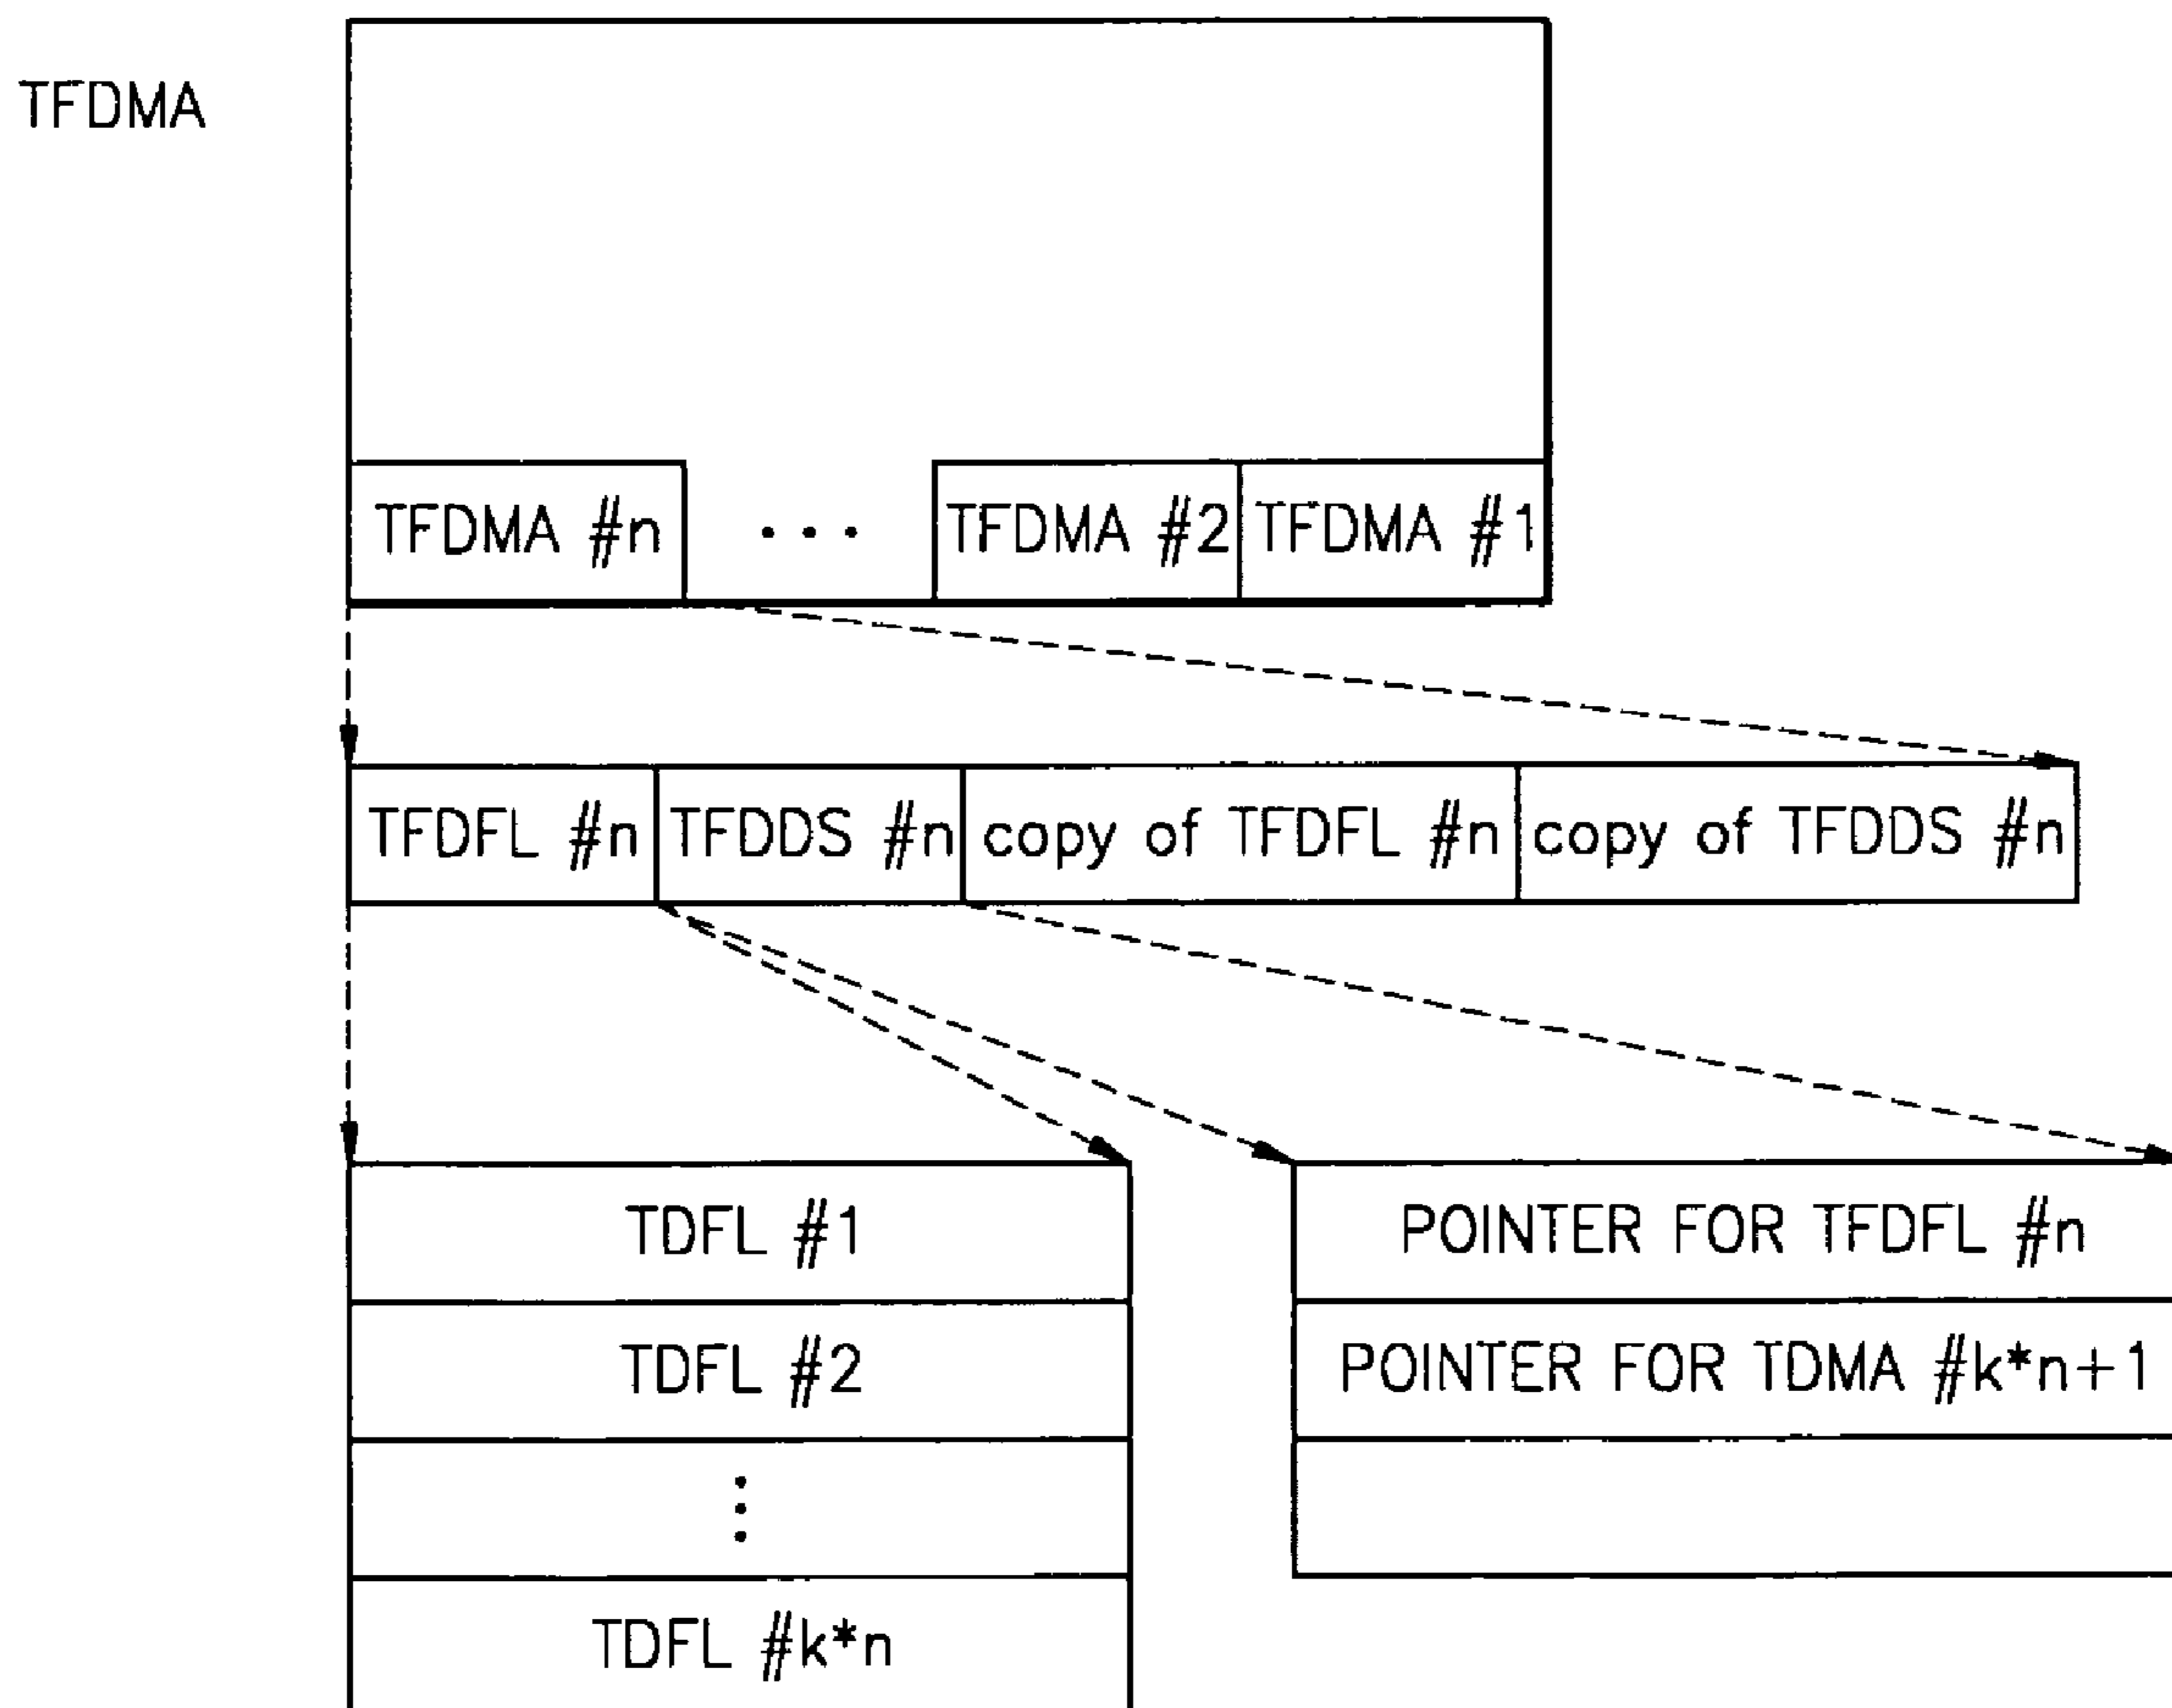 TFDMA
TFDMA #n ... TFDMA #2 TFDMA #1
TFDFL #n TFDDS #n copy of TFDFL #n copy of TFDDS #n
TDFL #1
TDFL #2
⋮
TDFL #k*n
POINTER FOR TFDFL #n
POINTER FOR TDMA #k*n+1